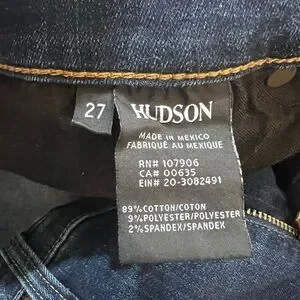 27
HUDSON
MADE IN MEXICO
FABRIQUÉ AU MEXIQUE
RN# 107906
CA# 00635
EIN# 20-3082491
89%COTTON/COTON
9%POLYESTER/POLYESTER
2%SPANDEX/SPANDEX